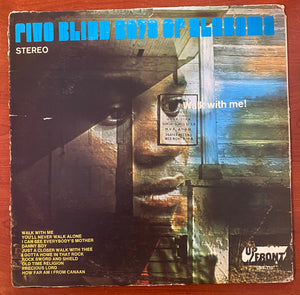 FIVE BLIND BOYS OF ALABAMA
STEREO
Walk with me!
WALK WITH ME
YOU'LL NEVER WALK ALONE
I CAN SEE EVERYBODY'S MOTHER
DANNY BOY
JUST A CLOSER WALK WITH THEE
I GOTTA HOME IN THAT ROCK
ROCK SWORD AND SHIELD
OLD TIME RELIGION
PRECIOUS LORD
HOW FAR AM I FROM CANAAN
UP
FRONT